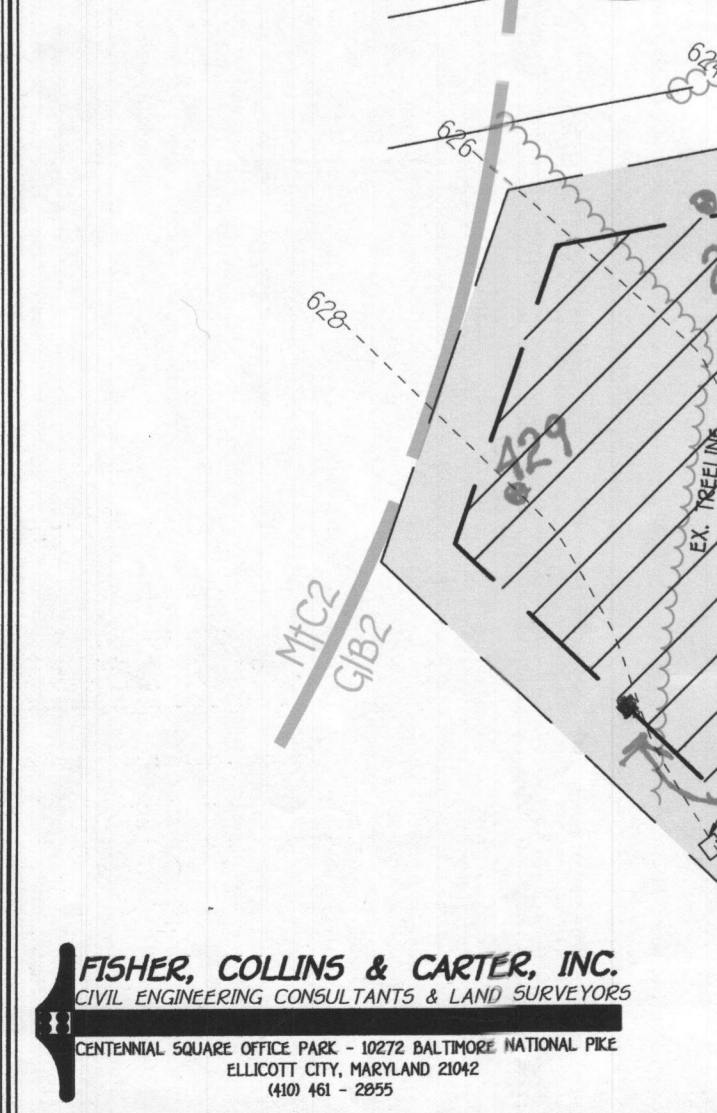 624
626
628
429
EX. TREELINE
MtC2
GlB2
FISHER, COLLINS & CARTER, INC.
CIVIL ENGINEERING CONSULTANTS & LAND SURVEYORS
CENTENNIAL SQUARE OFFICE PARK - 10272 BALTIMORE NATIONAL PIKE
ELLICOTT CITY, MARYLAND 21042
(410) 461 - 2855